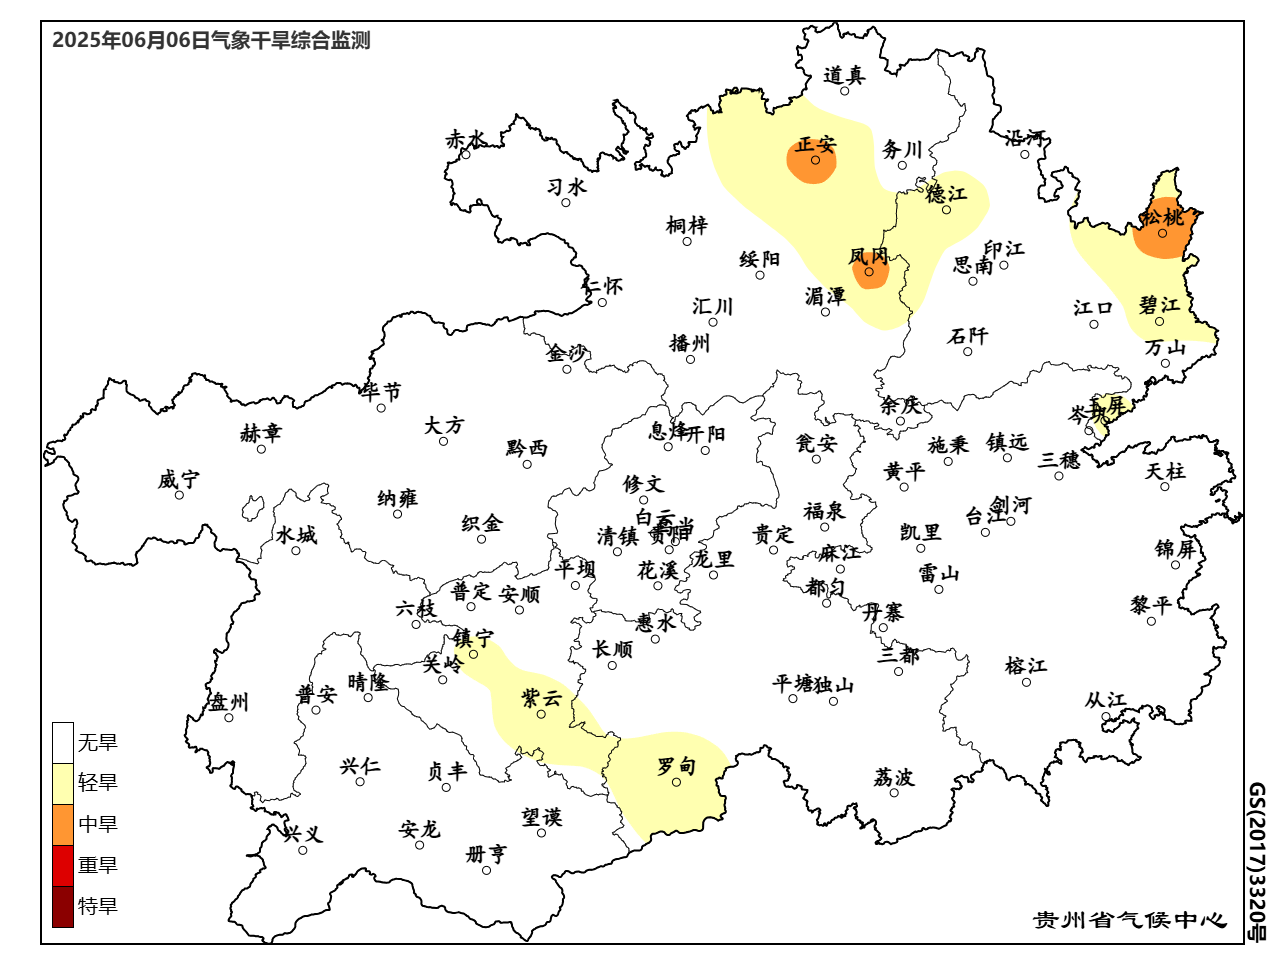 2025年06月06日气象干旱综合监测
道真
赤水
正安
务川
沿河
习水
德江
桐梓
松桃
绥阳
凤冈
思南
印江
仁怀
湄潭
汇川
江口
碧江
播州
石阡
金沙
万山
毕节
余庆
玉屏
岑巩
赫章
大方
息烽
开阳
瓮安
施秉
镇远
黔西
黄平
三穗
天柱
威宁
纳雍
修文
织金
白云
乌当
福泉
台江
剑河
水城
清镇
贵阳
贵定
凯里
麻江
锦屏
平坝
花溪
龙里
雷山
普定
安顺
都匀
六枝
丹寨
黎平
镇宁
惠水
关岭
长顺
三都
榕江
晴隆
普安
盘州
紫云
平塘
独山
从江
兴仁
贞丰
罗甸
荔波
兴义
安龙
望谟
册亨
无旱
轻旱
中旱
重旱
特旱
贵州省气候中心
GS(2017)3320号